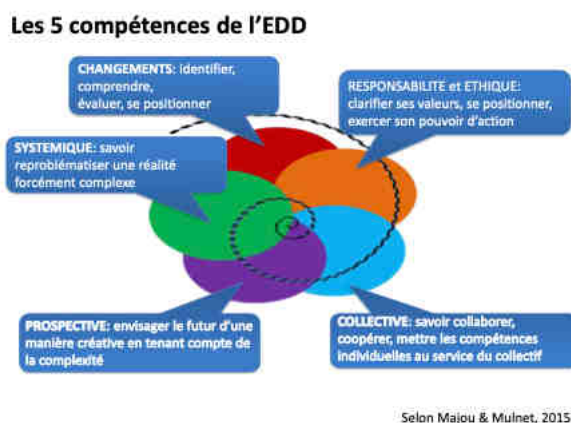 Les 5 compétences de l'EDD
CHANGEMENTS: identifier,
comprendre,
évaluer, se positionner
RESPONSABILITE et ETHIQUE:
clarifier ses valeurs, se positionner,
exercer son pouvoir d'action
SYSTEMIQUE: savoir
reproblématiser une réalité
forcément complexe
PROSPECTIVE: envisager le futur d'une
manière créative en tenant compte de
la complexité
COLLECTIVE: savoir collaborer,
coopérer, mettre les compétences
individuelles au service du collectif
Selon Majou & Mulnet, 2015